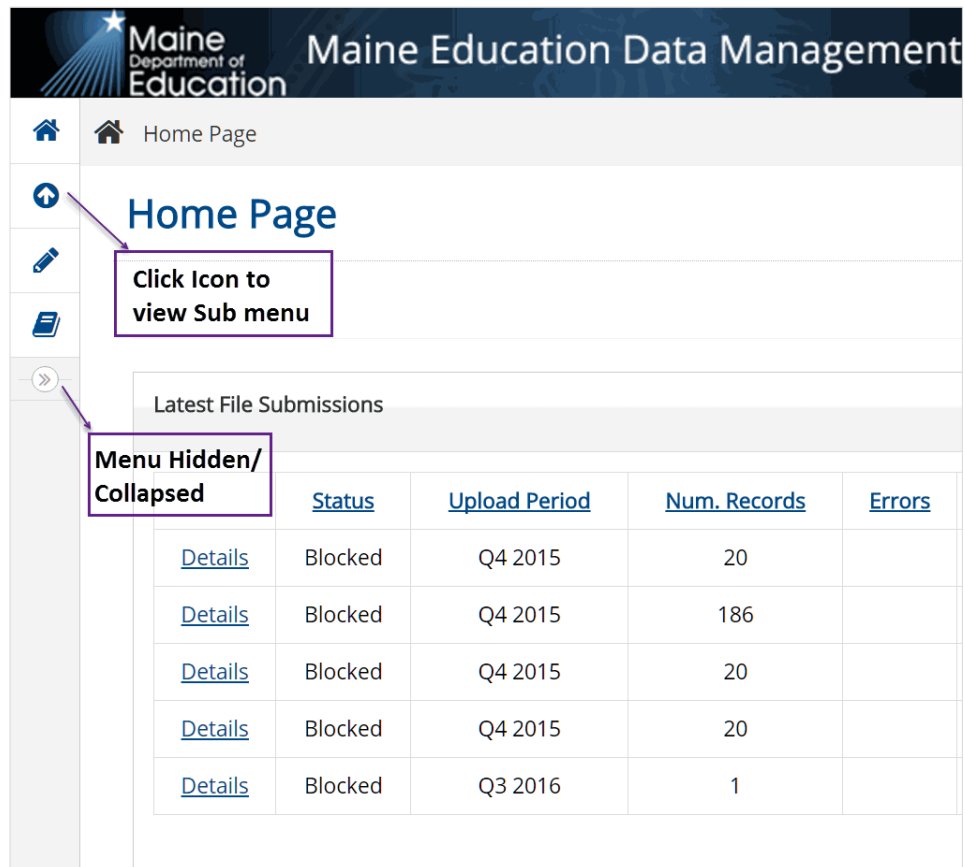 Maine
Department of
Education
Maine Education Data Management
Home Page
Home Page
Click Icon to
view Sub menu
Latest File Submissions
Menu Hidden/
Collapsed
Status Upload Period Num. Records Errors
Details Blocked Q4 2015 20
Details Blocked Q4 2015 186
Details Blocked Q4 2015 20
Details Blocked Q4 2015 20
Details Blocked Q3 2016 1